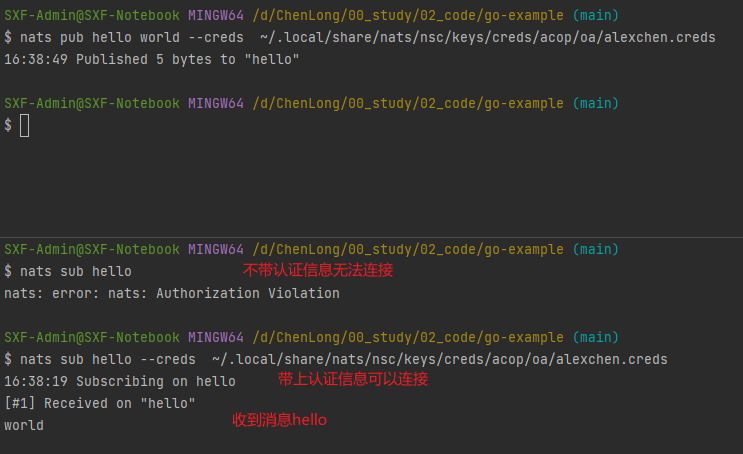 SXF-Admin@SXF-Notebook MINGW64 /d/ChenLong/00_study/02_code/go-example (main)
$ nats pub hello world --creds  ~/.local/share/nats/nsc/keys/creds/acop/oa/alexchen.creds
16:38:49 Published 5 bytes to "hello"
SXF-Admin@SXF-Notebook MINGW64 /d/ChenLong/00_study/02_code/go-example (main)
$
SXF-Admin@SXF-Notebook MINGW64 /d/ChenLong/00_study/02_code/go-example (main)
$ nats sub hello 不带认证信息无法连接
nats: error: nats: Authorization Violation
SXF-Admin@SXF-Notebook MINGW64 /d/ChenLong/00_study/02_code/go-example (main)
$ nats sub hello --creds  ~/.local/share/nats/nsc/keys/creds/acop/oa/alexchen.creds
16:38:19 Subscribing on hello 带上认证信息可以连接
[#1] Received on "hello"
收到消息hello
world